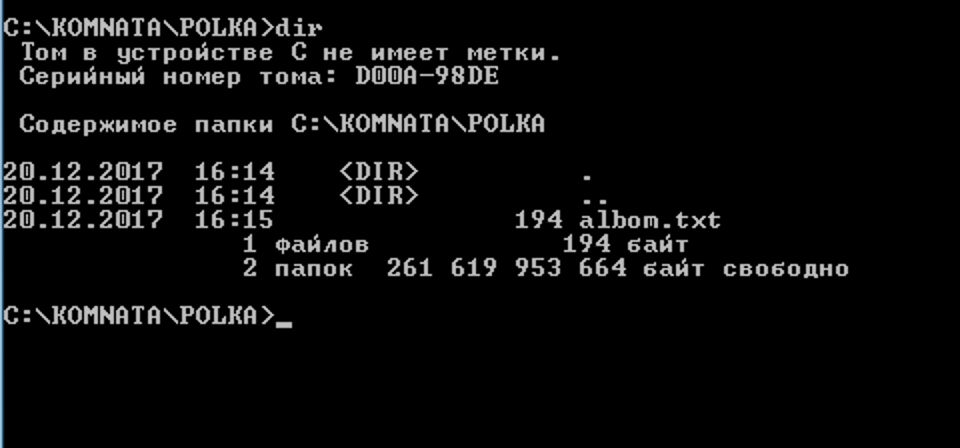 C:\KOMNATA\POLKA>dir
Том в устройстве C не имеет метки.
Серийный номер тома: D00A-98DE
Содержимое папки C:\KOMNATA\POLKA
20.12.2017 16:14 <DIR> .
20.12.2017 16:14 <DIR> ..
20.12.2017 16:15 194 albom.txt
1 файлов 194 байт
2 папок 261 619 953 664 байт свободно
C:\KOMNATA\POLKA>_